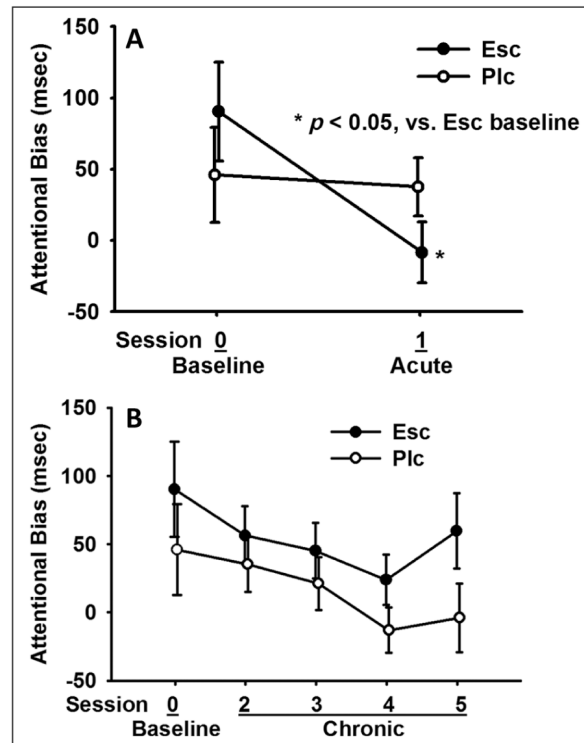 A
Esc
Plc
* p < 0.05, vs. Esc baseline
*
Attentional Bias (msec)
150
100
50
0
-50
Session 0 1
Baseline Acute
B
Esc
Plc
Attentional Bias (msec)
150
100
50
0
-50
Session 0 2 3 4 5
Baseline Chronic